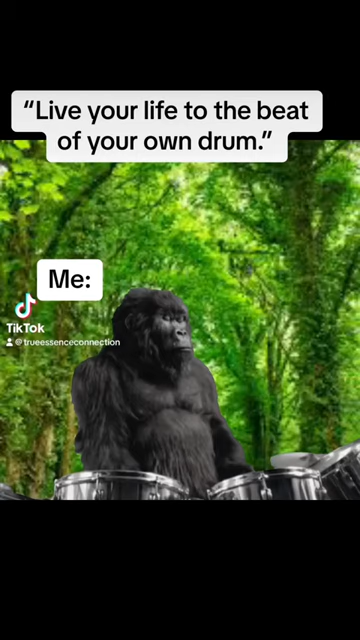 “Live your life to the beat
of your own drum.”
Me:
TikTok
@trueessenceconnection